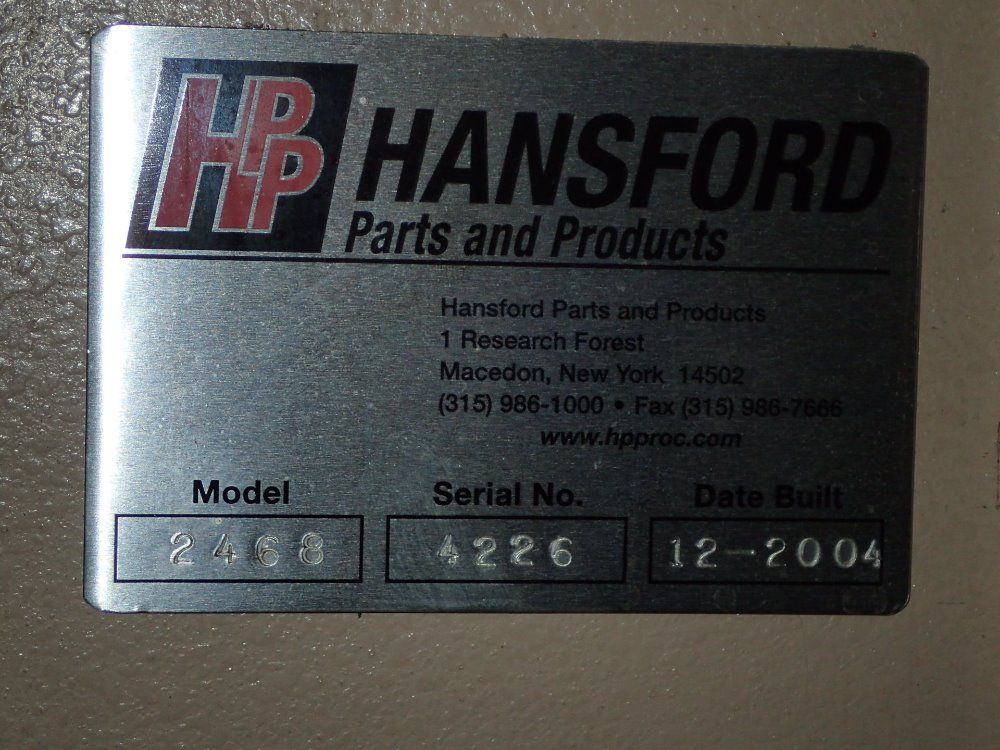 HPP HANSFORD
Parts and Products
Hansford Parts and Products
1 Research Forest
Macedon, New York 14502
(315) 986-1000 • Fax (315) 986-7666
www.hpproc.com
Model Serial No. Date Built
2468 4226 12-2004